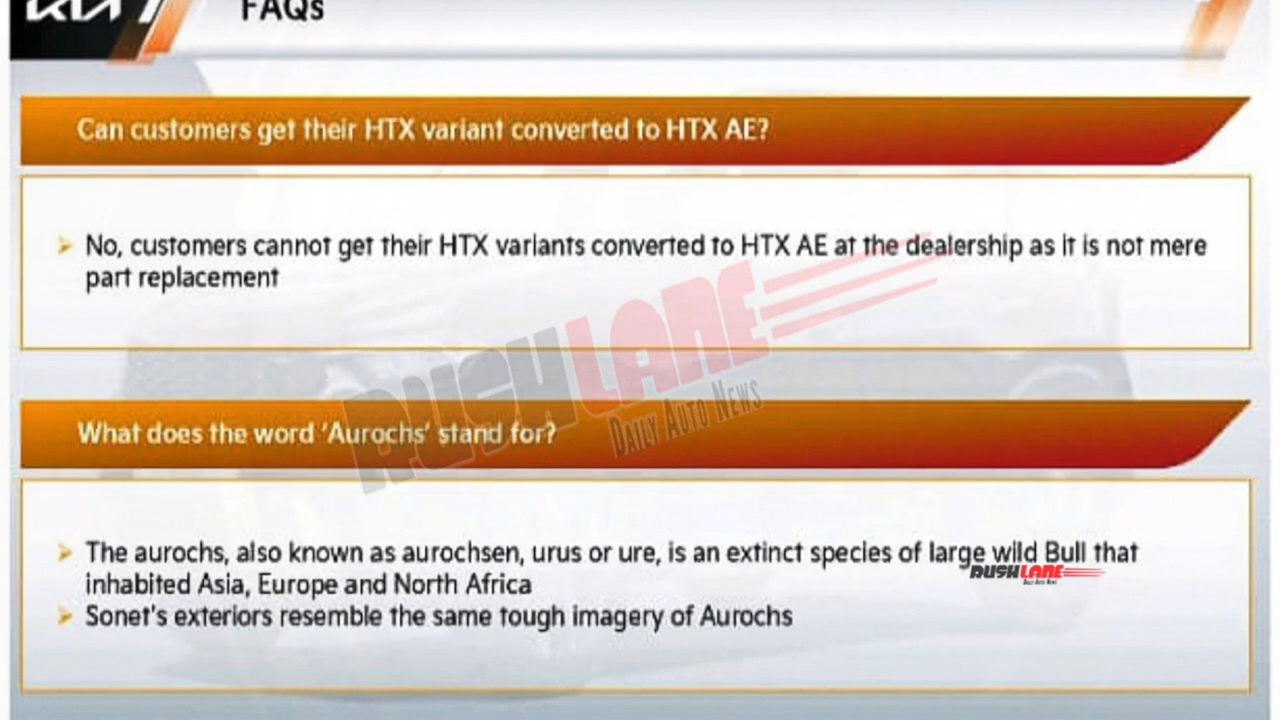 KIA
FAQs
Can customers get their HTX variant converted to HTX AE?
No, customers cannot get their HTX variants converted to HTX AE at the dealership as it is not mere
part replacement
RUSHLANE
DAILY AUTO NEWS
What does the word ‘Aurochs’ stand for?
The aurochs, also known as aurochsen, urus or ure, is an extinct species of large wild Bull that
inhabited Asia, Europe and North Africa
RUSHLANE
Daily Auto News
Sonet's exteriors resemble the same tough imagery of Aurochs